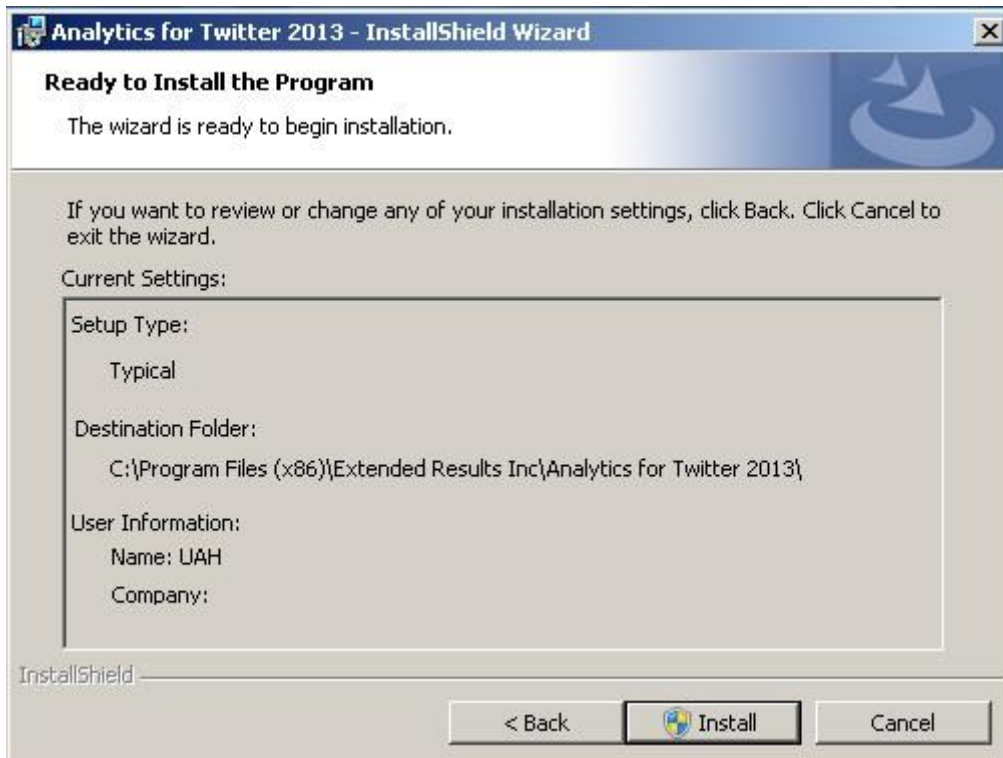 Analytics for Twitter 2013 - InstallShield Wizard
Ready to Install the Program
The wizard is ready to begin installation.
If you want to review or change any of your installation settings, click Back. Click Cancel to
exit the wizard.
Current Settings:
Setup Type:
Typical
Destination Folder:
C:\Program Files (x86)\Extended Results Inc\Analytics for Twitter 2013\
User Information:
Name: UAH
Company:
InstallShield
< Back
Install
Cancel